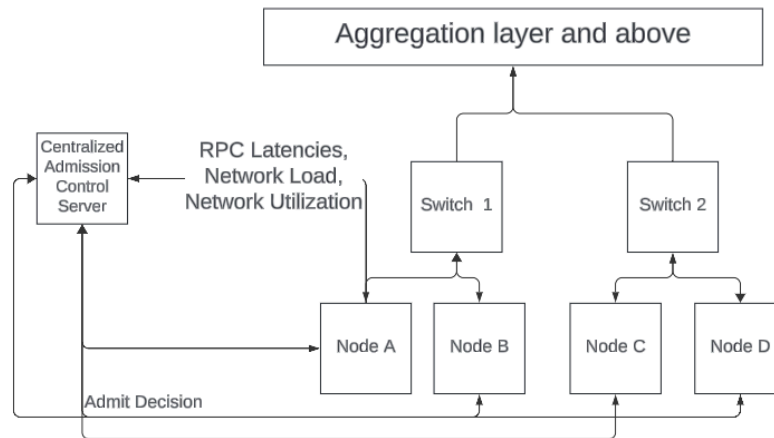 Aggregation layer and above
Centralized
Admission
Control
Server
RPC Latencies,
Network Load,
Network Utilization
Switch 1
Switch 2
Node A
Node B
Node C
Node D
Admit Decision